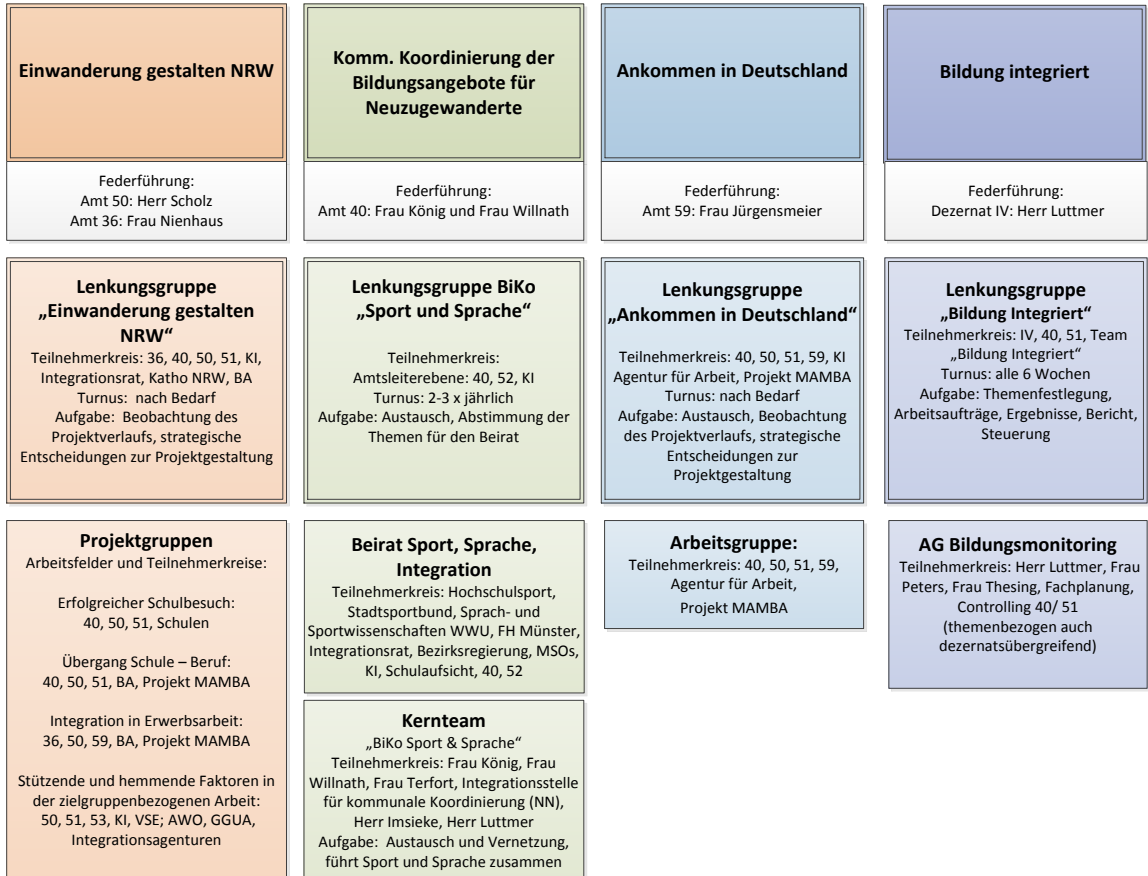 Einwanderung gestalten NRW
Federführung:
Amt 50: Herr Scholz
Amt 36: Frau Nienhaus
Lenkungsgruppe
„Einwanderung gestalten
NRW“
Teilnehmerkreis: 36, 40, 50, 51, KI,
Integrationsrat, Katho NRW, BA
Turnus: nach Bedarf
Aufgabe: Beobachtung des
Projektverlaufs, strategische
Entscheidungen zur Projektgestaltung
Projektgruppen
Arbeitsfelder und Teilnehmerkreise:
Erfolgreicher Schulbesuch:
40, 50, 51, Schulen
Übergang Schule – Beruf:
40, 50, 51, BA, Projekt MAMBA
Integration in Erwerbsarbeit:
36, 50, 59, BA, Projekt MAMBA
Stützende und hemmende Faktoren in
der zielgruppenbezogenen Arbeit:
50, 51, 53, KI, VSE; AWO, GGUA,
Integrationsagenturen
Komm. Koordinierung der
Bildungsangebote für
Neuzugewanderte
Federführung:
Amt 40: Frau König und Frau Willnath
Lenkungsgruppe BiKo
„Sport und Sprache“
Teilnehmerkreis:
Amtsleiterebene: 40, 52, KI
Turnus: 2-3 x jährlich
Aufgabe: Austausch, Abstimmung der
Themen für den Beirat
Beirat Sport, Sprache,
Integration
Teilnehmerkreis: Hochschulsport,
Stadtsportbund, Sprach- und
Sportwissenschaften WWU, FH Münster,
Integrationsrat, Bezirksregierung, MSOs,
KI, Schulaufsicht, 40, 52
Kernteam
„BiKo Sport & Sprache“
Teilnehmerkreis: Frau König, Frau
Willnath, Frau Terfort, Integrationsstelle
für kommunale Koordinierung (NN),
Herr Imsieke, Herr Luttmer
Aufgabe: Austausch und Vernetzung,
führt Sport und Sprache zusammen
Ankommen in Deutschland
Federführung:
Amt 59: Frau Jürgensmeier
Lenkungsgruppe
„Ankommen in Deutschland“
Teilnehmerkreis: 40, 50, 51, 59, KI
Agentur für Arbeit, Projekt MAMBA
Turnus: nach Bedarf
Aufgabe: Austausch, Beobachtung
des Projektverlaufs, strategische
Entscheidungen zur
Projektgestaltung
Arbeitsgruppe:
Teilnehmerkreis: 40, 50, 51, 59,
Agentur für Arbeit,
Projekt MAMBA
Bildung integriert
Federführung:
Dezernat IV: Herr Luttmer
Lenkungsgruppe
„Bildung Integriert“
Teilnehmerkreis: IV, 40, 51, Team
„Bildung Integriert“
Turnus: alle 6 Wochen
Aufgabe: Themenfestlegung,
Arbeitsaufträge, Ergebnisse, Bericht,
Steuerung
AG Bildungsmonitoring
Teilnehmerkreis: Herr Luttmer, Frau
Peters, Frau Thesing, Fachplanung,
Controlling 40/ 51
(themenbezogen auch
dezernatsübergreifend)